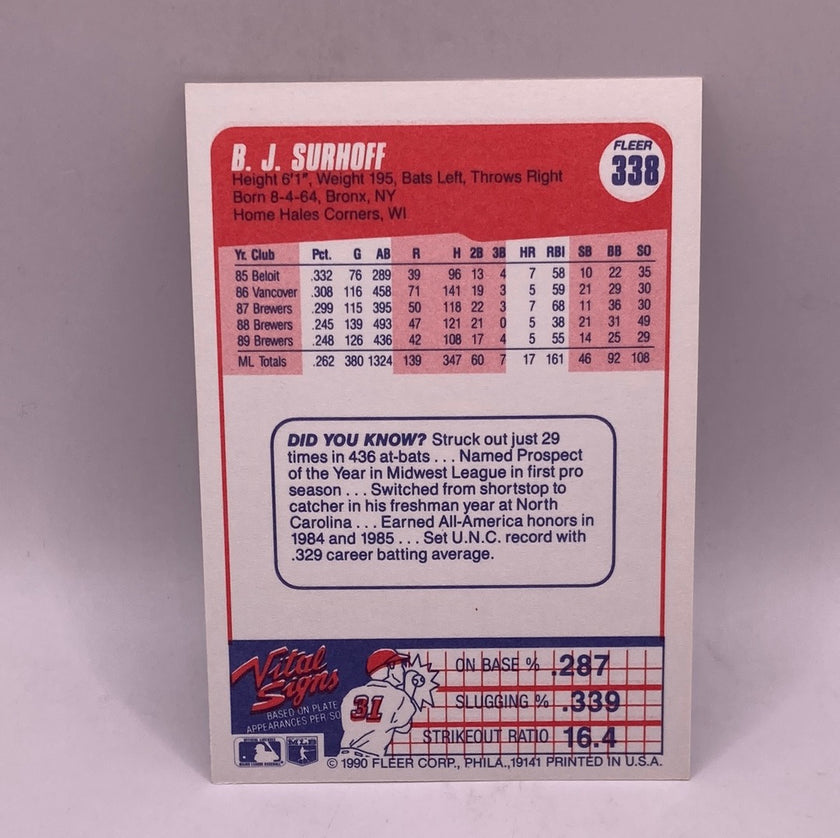 B. J. SURHOFF
FLEER
338
Height 6'1", Weight 195, Bats Left, Throws Right
Born 8-4-64, Bronx, NY
Home Hales Corners, WI
Yr. Club Pct. G AB R H 2B 3B HR RBI SB BB SO
85 Beloit .332 76 289 39 96 13 4 7 58 10 22 35
86 Vancover .308 116 458 71 141 19 3 5 59 21 29 30
87 Brewers .299 115 395 50 118 22 3 7 68 11 36 30
88 Brewers .245 139 493 47 121 21 0 5 38 21 31 49
89 Brewers .248 126 436 42 108 17 4 5 55 14 25 29
ML Totals .262 380 1324 139 347 60 7 17 161 46 92 108
DID YOU KNOW? Struck out just 29
times in 436 at-bats . . . Named Prospect
of the Year in Midwest League in first pro
season . . . Switched from shortstop to
catcher in his freshman year at North
Carolina . . . Earned All-America honors in
1984 and 1985 . . . Set U.N.C. record with
.329 career batting average.
Vital
Signs
BASED ON PLATE
APPEARANCES PER SO
31
ON BASE % .287
SLUGGING % .339
STRIKEOUT RATIO 16.4
© 1990 FLEER CORP., PHILA., 19141 PRINTED IN U.S.A.